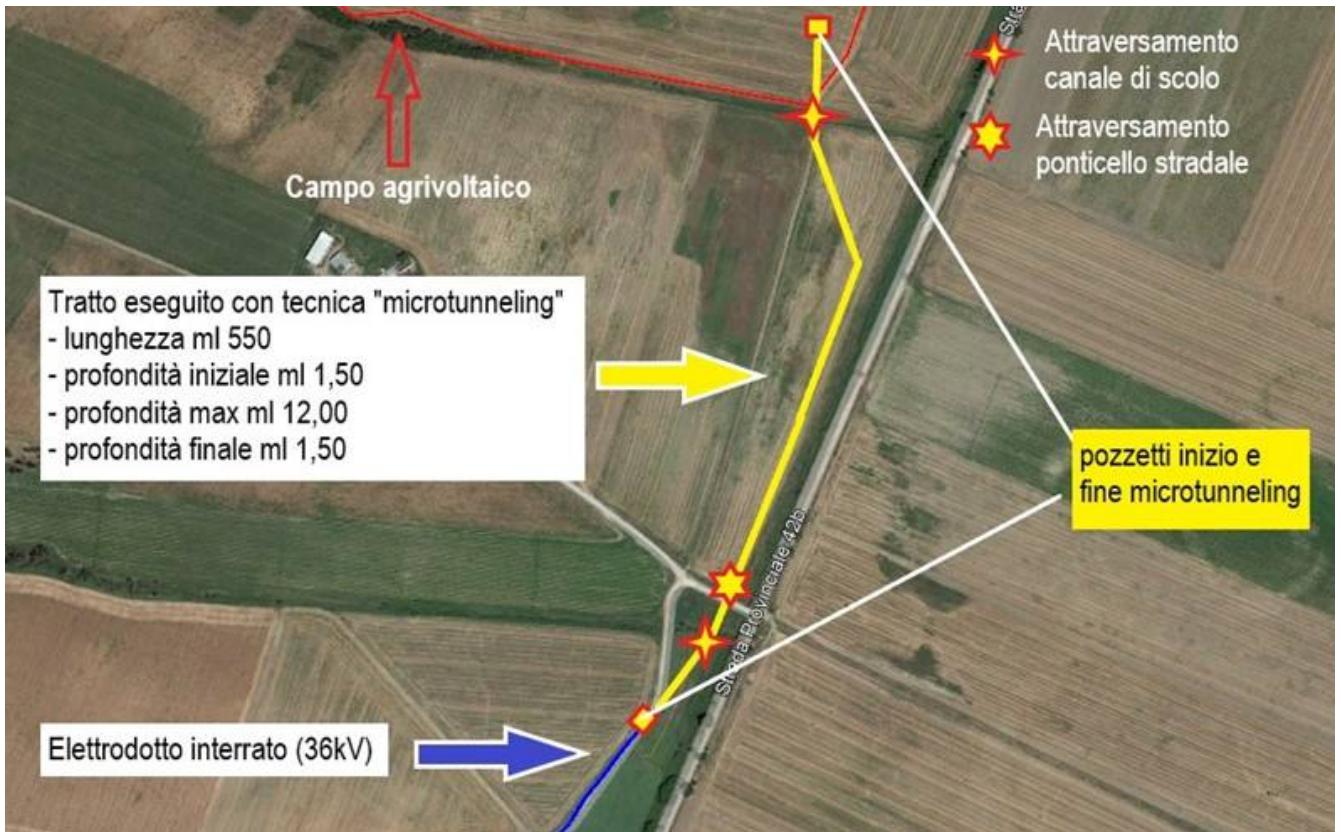 Stra
Attraversamento
canale di scolo
Attraversamento
ponticello stradale
Campo agrivoltaico
Tratto eseguito con tecnica "microtunneling"
- lunghezza ml 550
- profondità iniziale ml 1,50
- profondità max ml 12,00
- profondità finale ml 1,50
pozzetti inizio e
fine microtunneling
Strada Provinciale 42b
Elettrodotto interrato (36kV)